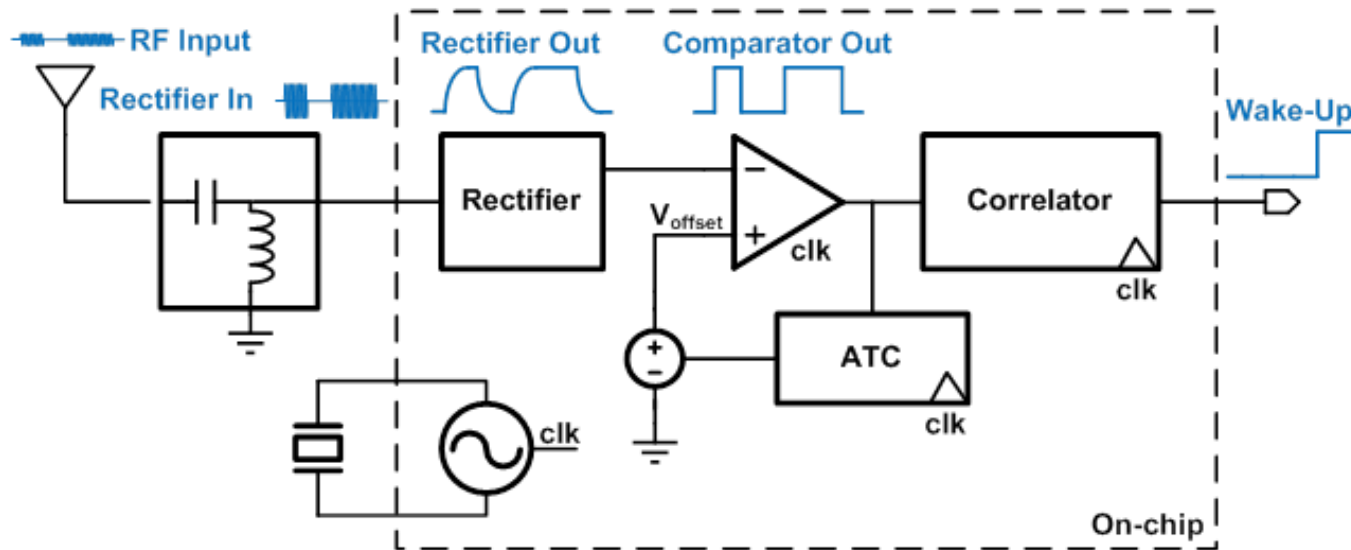 RF Input
Rectifier Out
Comparator Out
Rectifier In
Wake-Up
Rectifier
−
V_offset
+
clk
Correlator
clk
+
−
ATC
clk
clk
On-chip